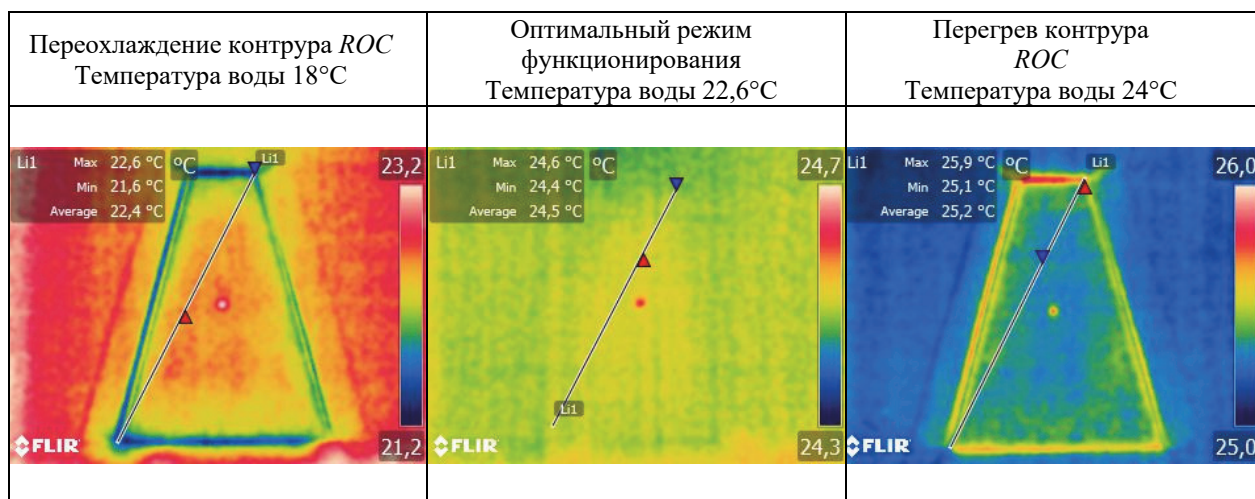 Переохлаждение контрура ROC
Температура воды 18°C
Оптимальный режим
функционирования
Температура воды 22,6°C
Перегрев контура
ROC
Температура воды 24°C
Li1 Max 22,6 °C
Min 21,6 °C
Average 22,4 °C
°C
Li1
23,2
FLIR
21,2
Li1 Max 24,6 °C
Min 24,4 °C
Average 24,5 °C
°C
24,7
Li1
FLIR
24,3
Li1 Max 25,9 °C
Min 25,1 °C
Average 25,2 °C
°C
Li1
26,0
FLIR
25,0